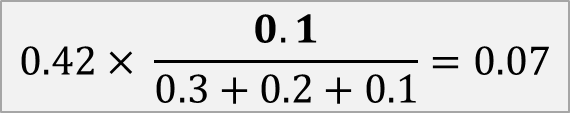 0.42 × 0.1 / (0.3 + 0.2 + 0.1) = 0.07